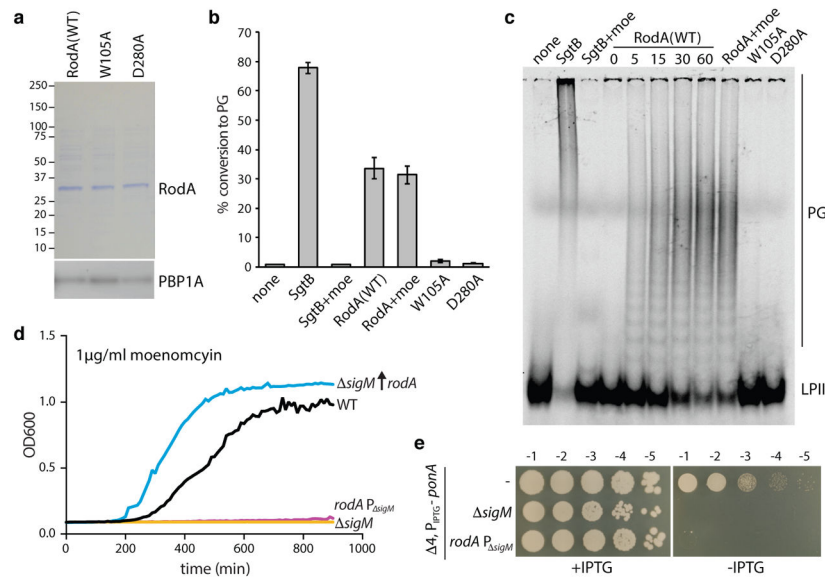 a
RodA(WT)
W105A
D280A
250
150
100
75
50
37
25
20
15
10
RodA
PBP1A
b
% conversion to PG
90
80
70
60
50
40
30
20
10
0
none
SgtB
SgtB+moe
RodA(WT)
RodA+moe
W105A
D280A
c
none
SgtB
SgtB+moe
RodA(WT)
0 5 15 30 60
RodA+moe
W105A
D280A
PG
LPII
d
1μg/ml moenomcyin
OD600
1.5
1.0
0.5
0.0
0 200 400 600 800 1000
time (min)
ΔsigM ↑rodA
WT
rodA PΔsigM
ΔsigM
e
-1 -2 -3 -4 -5 -1 -2 -3 -4 -5
Δ4, PIPTG- ponA
-
ΔsigM
rodA PΔsigM
+IPTG -IPTG